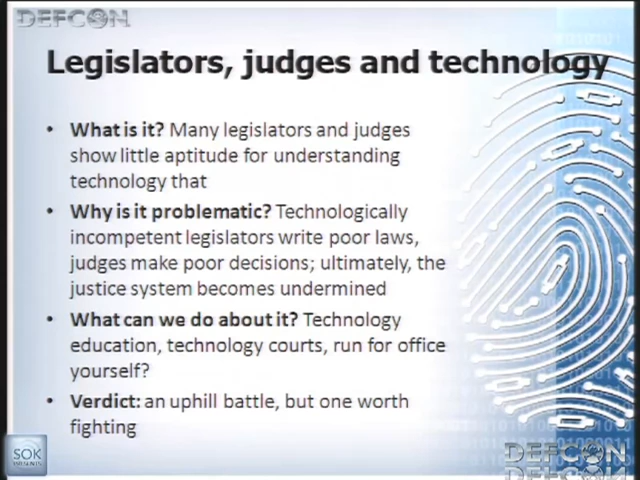 DEFCON
Legislators, judges and technology
• What is it? Many legislators and judges
show little aptitude for understanding
technology that
• Why is it problematic? Technologically
incompetent legislators write poor laws,
judges make poor decisions; ultimately, the
justice system becomes undermined
• What can we do about it? Technology
education, technology courts, run for office
yourself?
• Verdict: an uphill battle, but one worth
fighting
SOK
DEFCON